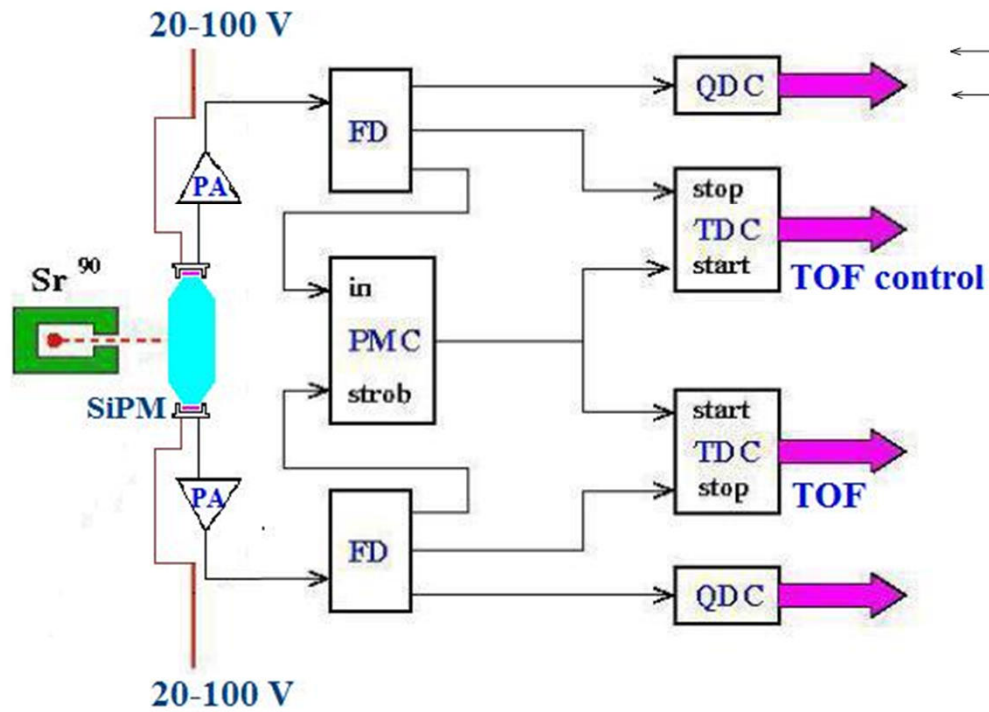 20-100 V
QDC
FD
PA
stop
TDC
start
TOF control
Sr 90
in
PMC
strob
SiPM
start
TDC
stop
TOF
PA
FD
QDC
20-100 V